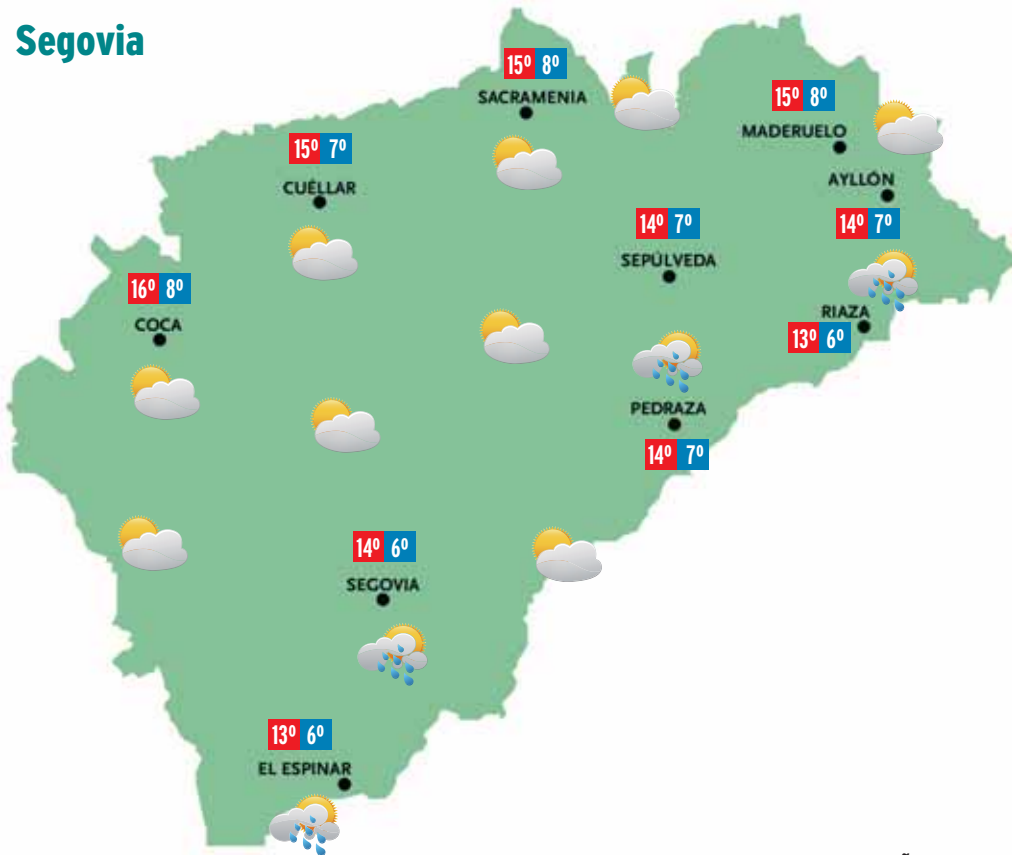 Segovia
15º 8º
SACRAMENIA
15º 8º
MADERUELO
15º 7º
CUÉLLAR
AYLLÓN
14º 7º
14º 7º
SEPÚLVEDA
16º 8º
COCA
RIAZA
13º 6º
PEDRAZA
14º 7º
14º 6º
SEGOVIA
13º 6º
EL ESPINAR